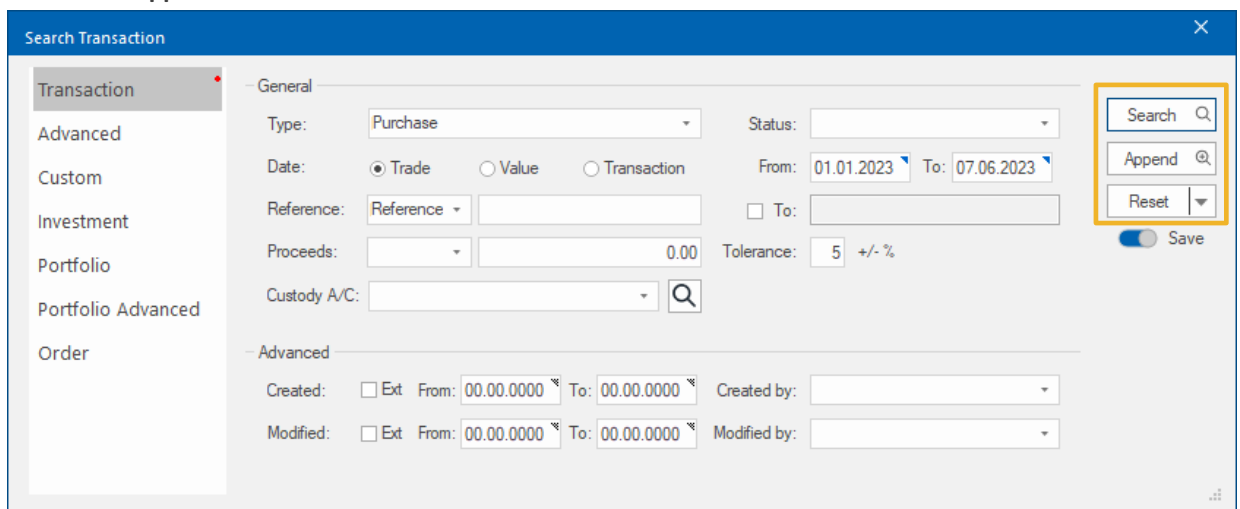 Search Transaction
Transaction
Advanced
Custom
Investment
Portfolio
Portfolio Advanced
Order
General
Type: Purchase Status:
Date: Trade Value Transaction From: 01.01.2023 To: 07.06.2023
Reference: Reference To:
Proceeds: 0.00 Tolerance: 5 +/- %
Custody A/C:
Advanced
Created: Ext From: 00.00.0000 To: 00.00.0000 Created by:
Modified: Ext From: 00.00.0000 To: 00.00.0000 Modified by:
Search
Append
Reset
Save